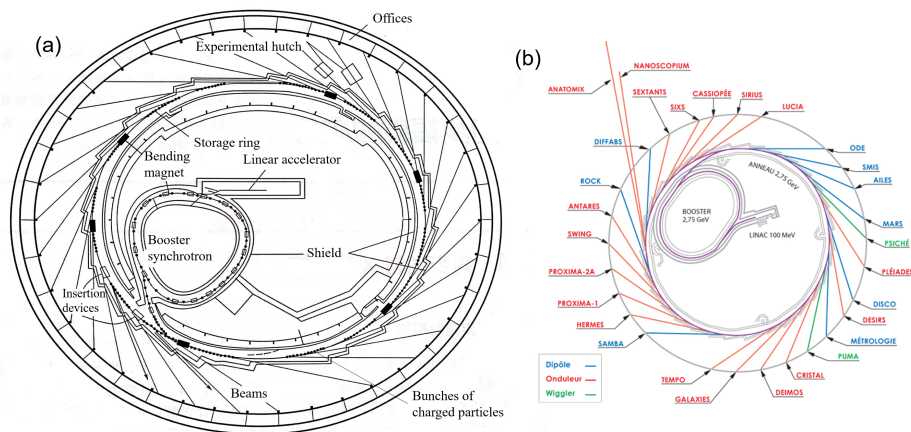 (a)
Offices
Experimental hutch
Storage ring
Bending
magnet
Linear accelerator
Booster
synchrotron
Shield
Insertion
devices
Beams
Bunches of
charged particles
(b)
NANOSCOPIUM
ANATOMIX
SEXTANTS
SIXS
CASSIOPÉE
SIRIUS
LUCIA
DIFFABS
ODE
SMIS
AILES
ROCK
ANNEAU 2,75 GeV
ANTARES
MARS
BOOSTER
2,75 GeV
LINAC 100 MeV
SWING
PSICHÉ
PROXIMA-2A
PLÉIADES
PROXIMA-1
DISCO
HERMES
DESIRS
SAMBA
MÉTROLOGIE
PUMA
Dipôle
Onduleur
Wiggler
TEMPO
CRISTAL
GALAXIES
DEIMOS